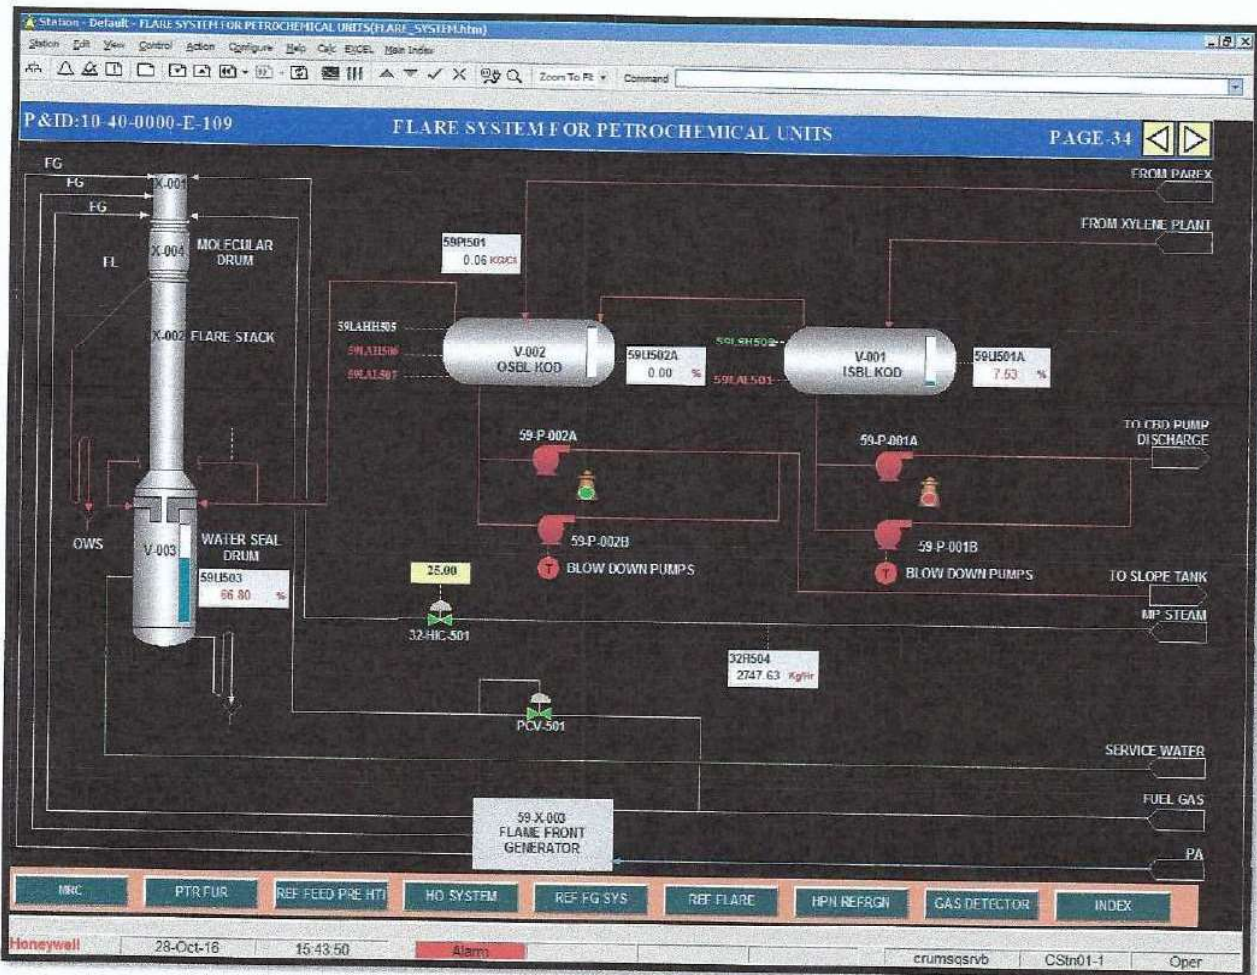 Station - Default - FLARE SYSTEM FOR PETROCHEMICAL UNITS(FLARE_SYSTEM.htm)
Station Edit View Control Action Configure Help Calc EXCEL Main Index
Zoom To Fit Command
P&ID:10-40-0000-E-109 FLARE SYSTEM FOR PETROCHEMICAL UNITS PAGE-34
FG
FG
FG
X-001
X-004
MOLECULAR
DRUM
FL
X-002
FLARE STACK
FROM PAREX
FROM XYLENE PLANT
59PI501
0.06
59LAHH505
59LAH506
59LAL507
V-002
OSBL KOD
59LI502A
0.00 %
59LSH502
59LAL501
V-001
ISBL KOD
59LI501A
7.53 %
59-P-002A
59-P-001A
TO CBD PUMP
DISCHARGE
59-P-002B
59-P-001B
T BLOW DOWN PUMPS
T BLOW DOWN PUMPS
OWS
V-003
WATER SEAL
DRUM
59LI503
66.80 %
25.00
32-HIC-501
TO SLOPE TANK
MP STEAM
32FI504
2747.63 Kg/Hr
PCV-501
SERVICE WATER
FUEL GAS
59-X-003
FLAME FRONT
GENERATOR
PA
MRC PTR FUR REF FEED PRE HTI HO SYSTEM REF FG SYS REF FLARE HPN REFRGN GAS DETECTOR INDEX
Honeywell 28-Oct-16 15:43:50 Alarm crumsqsrvb CStn01-1 Oper